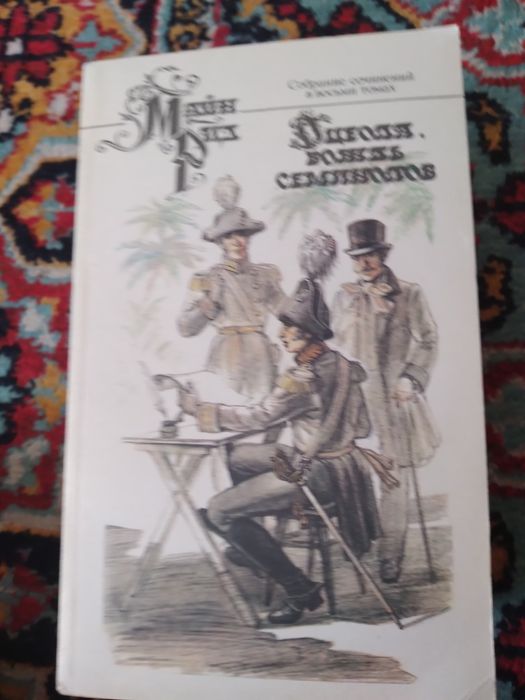 Майн
Рид
Собрание сочинений
в восьми томах
Оцеола,
вождь
семинолов